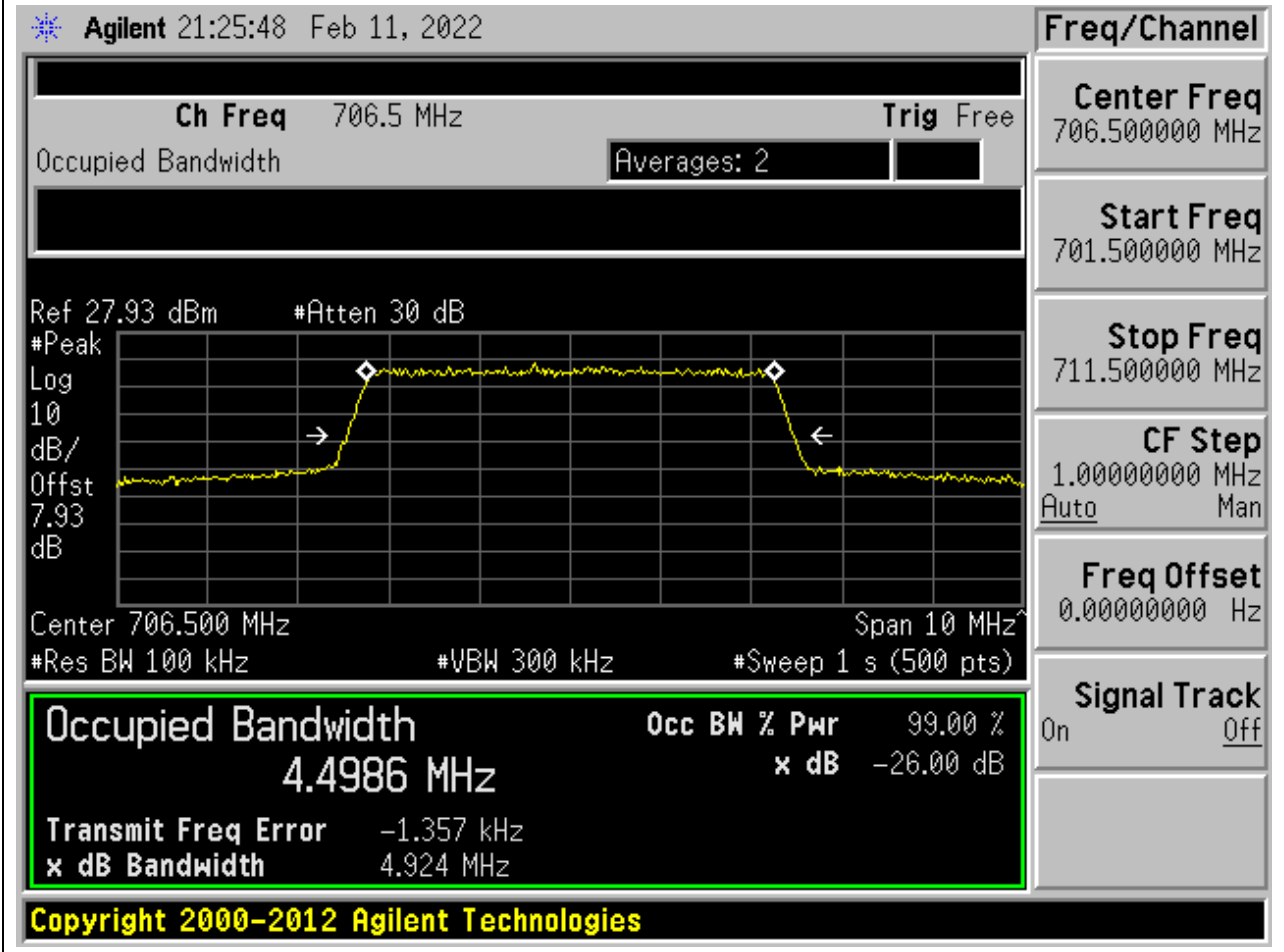 Agilent 21:25:48 Feb 11, 2022
Freq/Channel
Ch Freq 706.5 MHz Trig Free
Occupied Bandwidth Averages: 2
Center Freq
706.500000 MHz
Start Freq
701.500000 MHz
Stop Freq
711.500000 MHz
CF Step
1.00000000 MHz
Auto Man
Freq Offset
0.00000000 Hz
Signal Track
On Off
Ref 27.93 dBm #Atten 30 dB
#Peak
Log
10
dB/
Offst
7.93
dB
Center 706.500 MHz Span 10 MHz^
#Res BW 100 kHz #VBW 300 kHz #Sweep 1 s (500 pts)
Occupied Bandwidth Occ BW % Pwr 99.00 %
4.4986 MHz x dB -26.00 dB
Transmit Freq Error -1.357 kHz
x dB Bandwidth 4.924 MHz
Copyright 2000-2012 Agilent Technologies